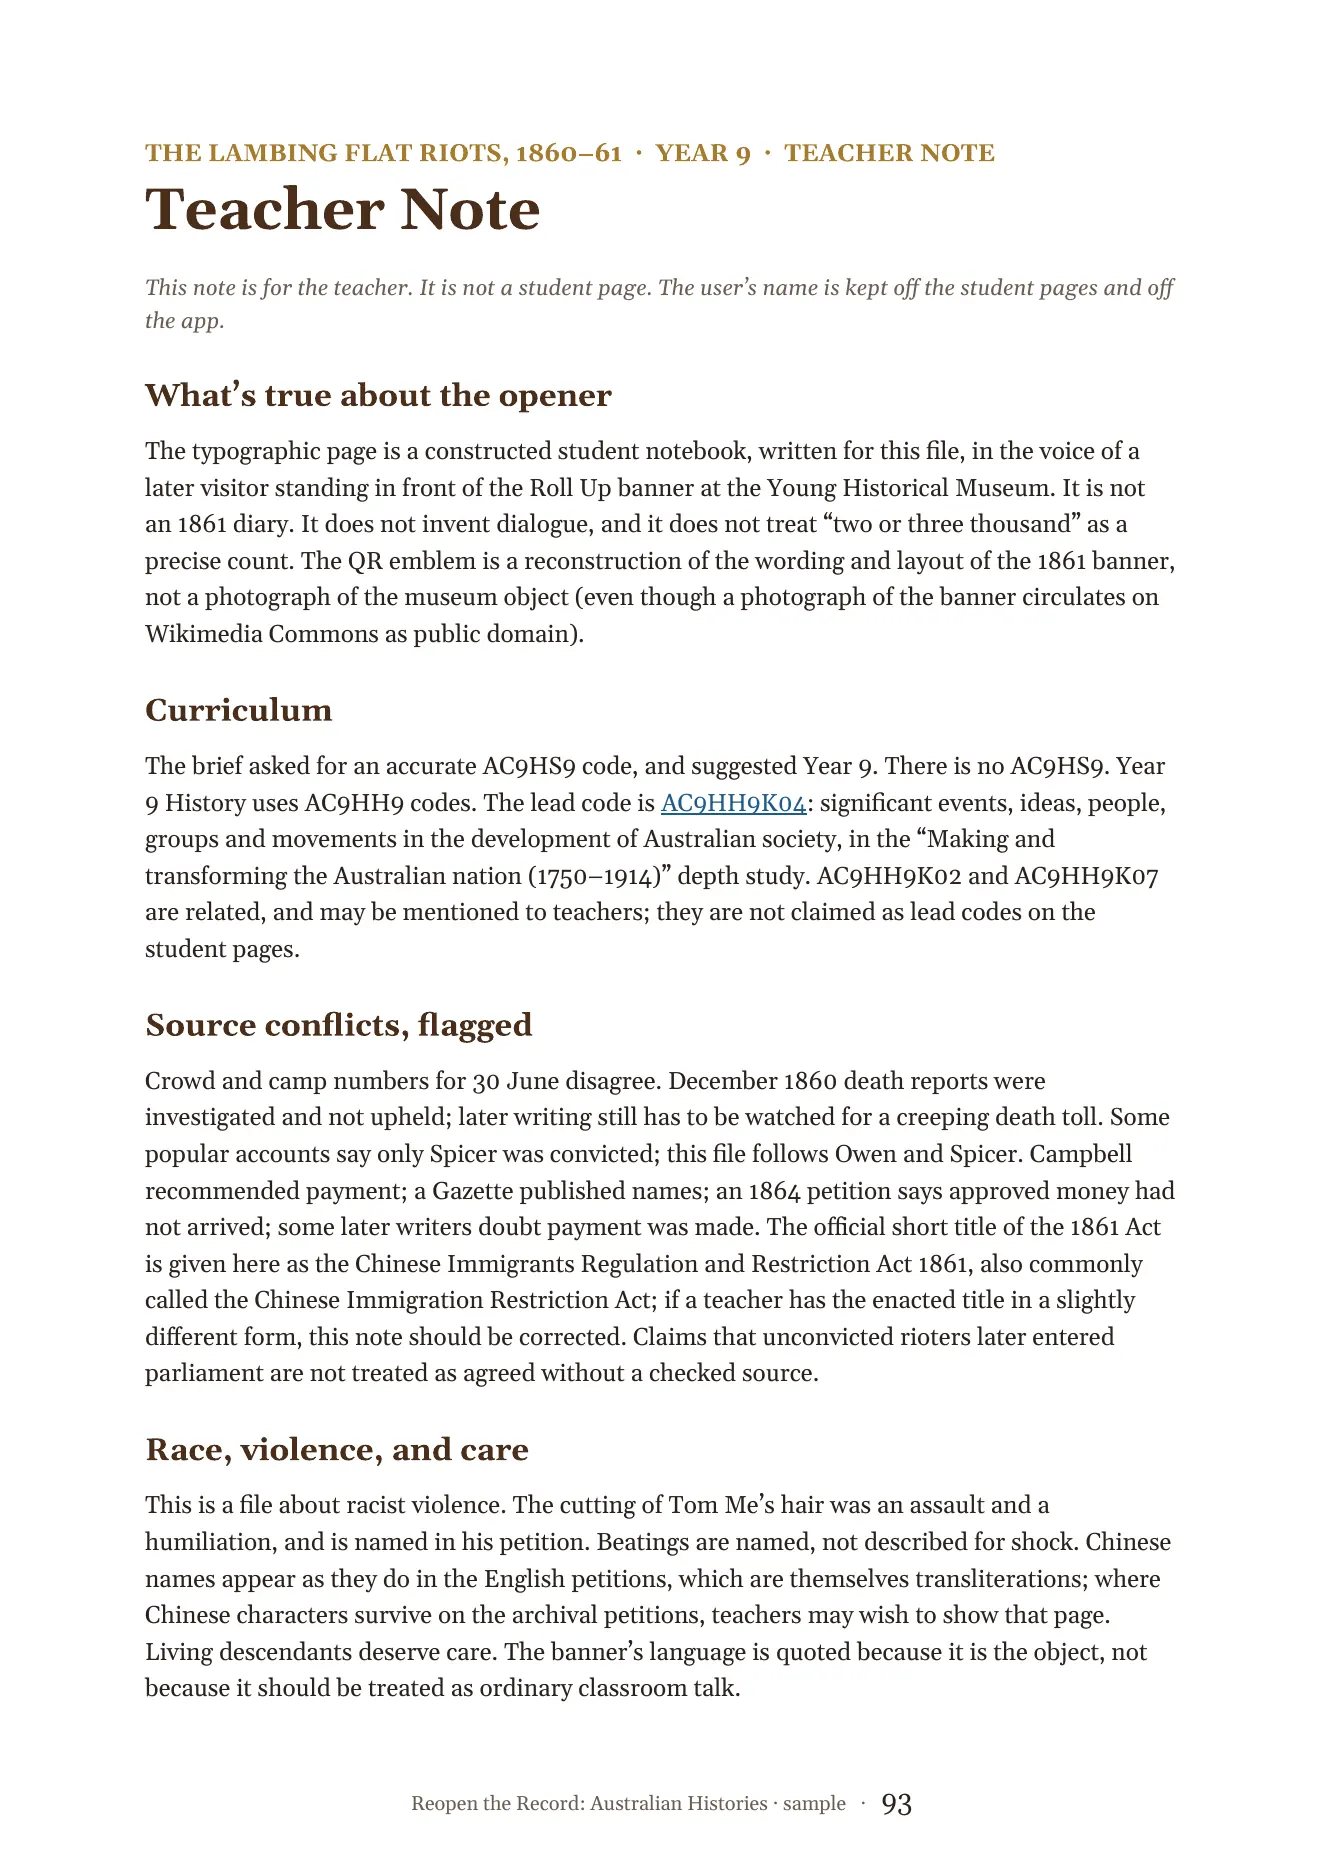 THE LAMBING FLAT RIOTS, 1860–61 · YEAR 9 · TEACHER NOTE
Teacher Note
This note is for the teacher. It is not a student page. The user’s name is kept off the student pages and off
the app.
What’s true about the opener
The typographic page is a constructed student notebook, written for this file, in the voice of a
later visitor standing in front of the Roll Up banner at the Young Historical Museum. It is not
an 1861 diary. It does not invent dialogue, and it does not treat “two or three thousand” as a
precise count. The QR emblem is a reconstruction of the wording and layout of the 1861 banner,
not a photograph of the museum object (even though a photograph of the banner circulates on
Wikimedia Commons as public domain).
Curriculum
The brief asked for an accurate AC9HS9 code, and suggested Year 9. There is no AC9HS9. Year
9 History uses AC9HH9 codes. The lead code is AC9HH9K04: significant events, ideas, people,
groups and movements in the development of Australian society, in the “Making and
transforming the Australian nation (1750–1914)” depth study. AC9HH9K02 and AC9HH9K07
are related, and may be mentioned to teachers; they are not claimed as lead codes on the
student pages.
Source conflicts, flagged
Crowd and camp numbers for 30 June disagree. December 1860 death reports were
investigated and not upheld; later writing still has to be watched for a creeping death toll. Some
popular accounts say only Spicer was convicted; this file follows Owen and Spicer. Campbell
recommended payment; a Gazette published names; an 1864 petition says approved money had
not arrived; some later writers doubt payment was made. The official short title of the 1861 Act
is given here as the Chinese Immigrants Regulation and Restriction Act 1861, also commonly
called the Chinese Immigration Restriction Act; if a teacher has the enacted title in a slightly
different form, this note should be corrected. Claims that unconvicted rioters later entered
parliament are not treated as agreed without a checked source.
Race, violence, and care
This is a file about racist violence. The cutting of Tom Me’s hair was an assault and a
humiliation, and is named in his petition. Beatings are named, not described for shock. Chinese
names appear as they do in the English petitions, which are themselves transliterations; where
Chinese characters survive on the archival petitions, teachers may wish to show that page.
Living descendants deserve care. The banner’s language is quoted because it is the object, not
because it should be treated as ordinary classroom talk.
Reopen the Record: Australian Histories · sample · 93